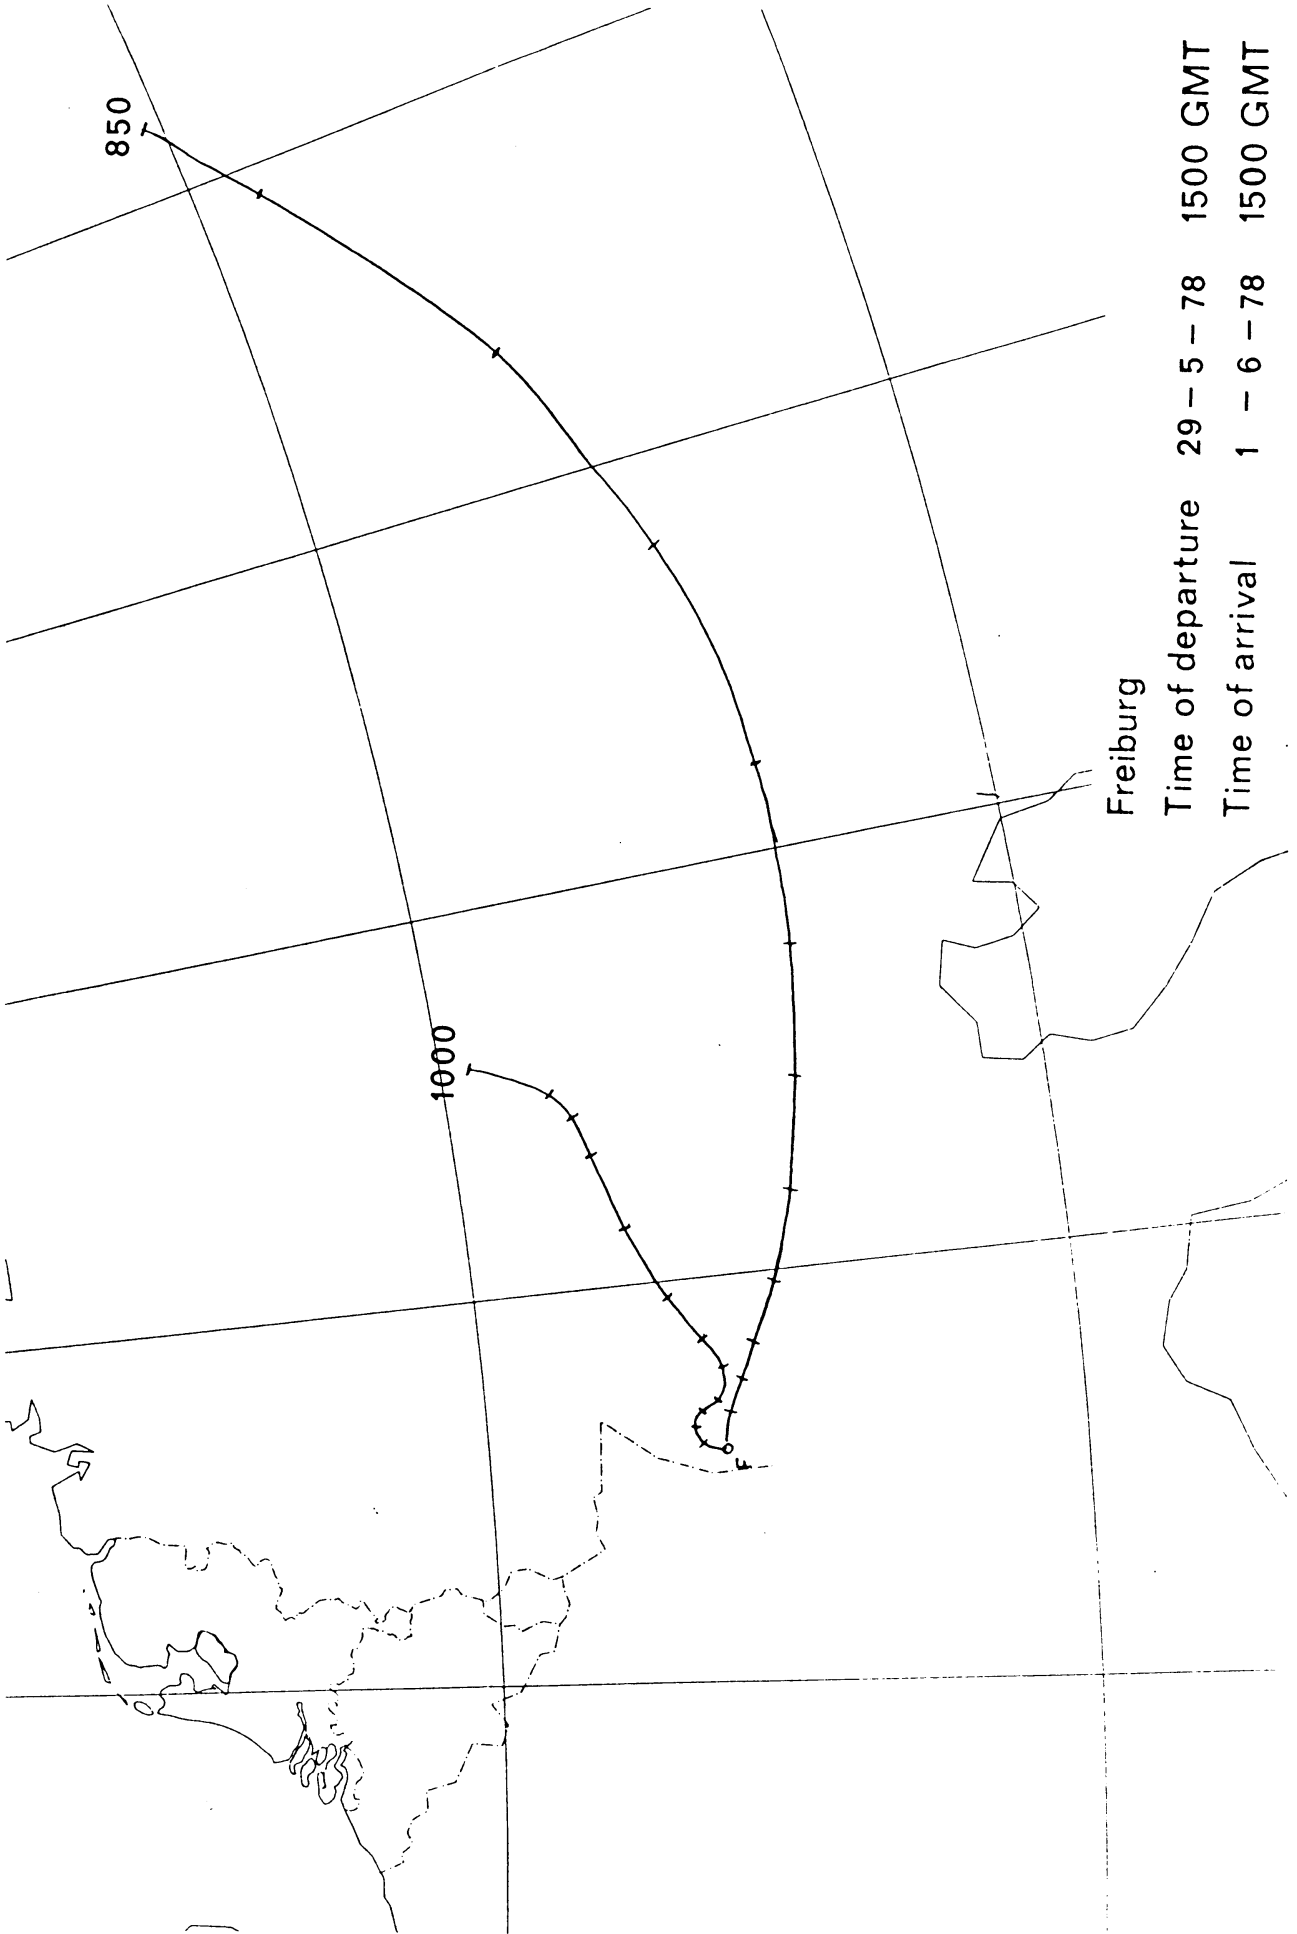 850
1000
F
Freiburg
Time of departure 29 – 5 – 78 1500 GMT
Time of arrival 1 – 6 – 78 1500 GMT